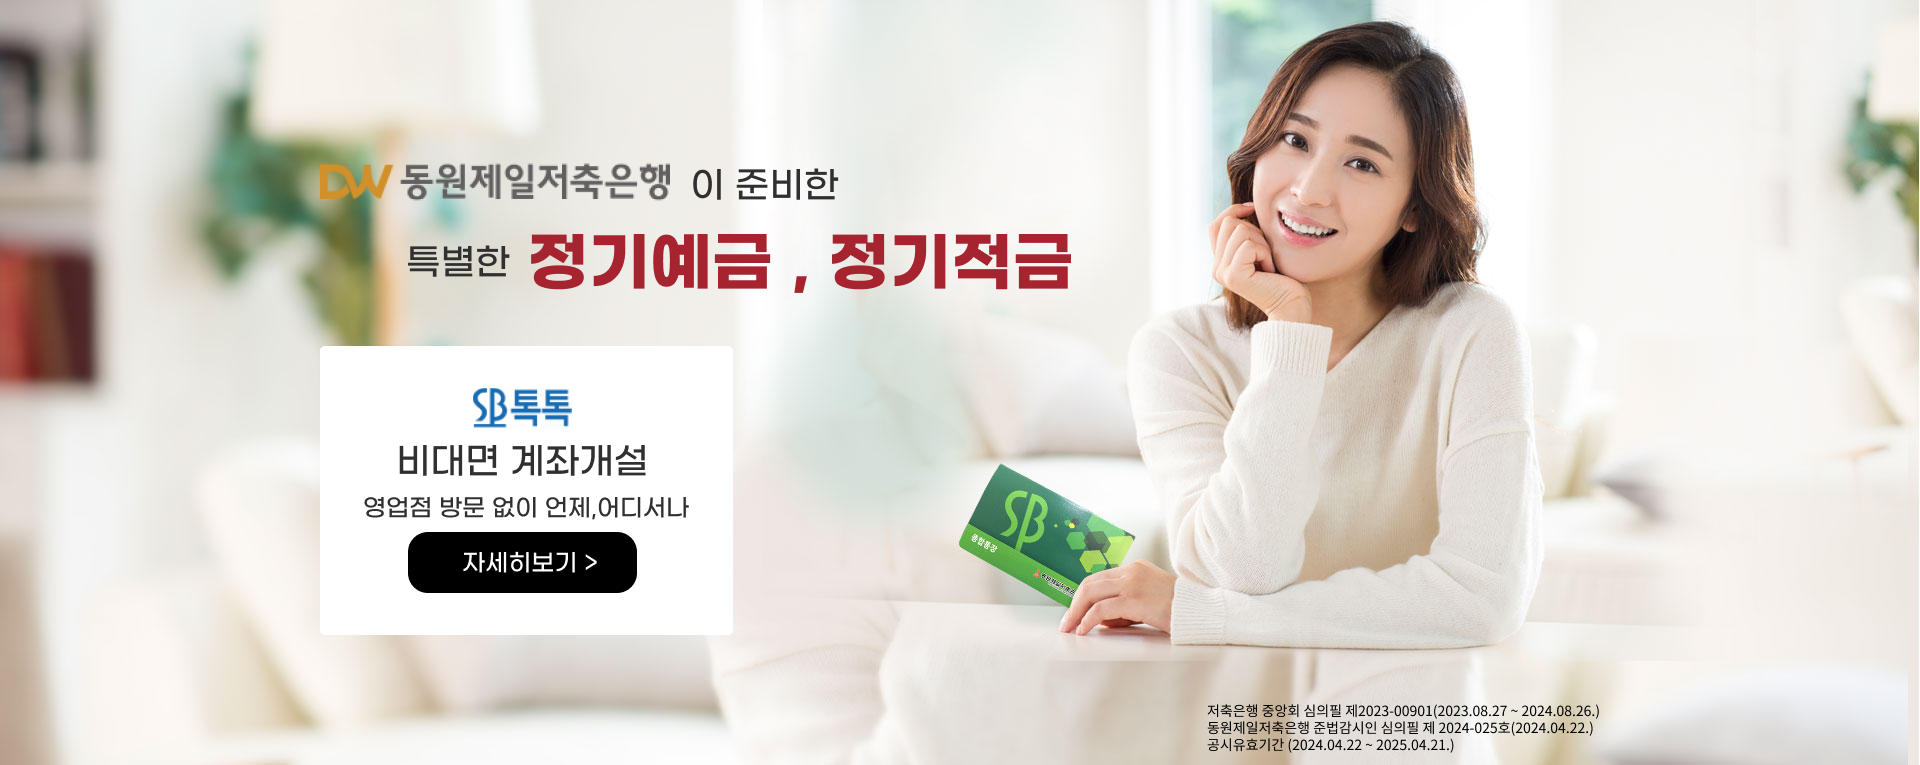 DW 동원제일저축은행 이 준비한
특별한 정기예금 , 정기적금
SB톡톡
비대면 계좌개설
영업점 방문 없이 언제,어디서나
자세히보기 >
SB
종합통장
저축은행 중앙회 심의필 제2023-00901(2023.08.27 ~ 2024.08.26.)
동원제일저축은행 준법감시인 심의필 제 2024-025호(2024.04.22.)
공시유효기간 (2024.04.22 ~ 2025.04.21.)